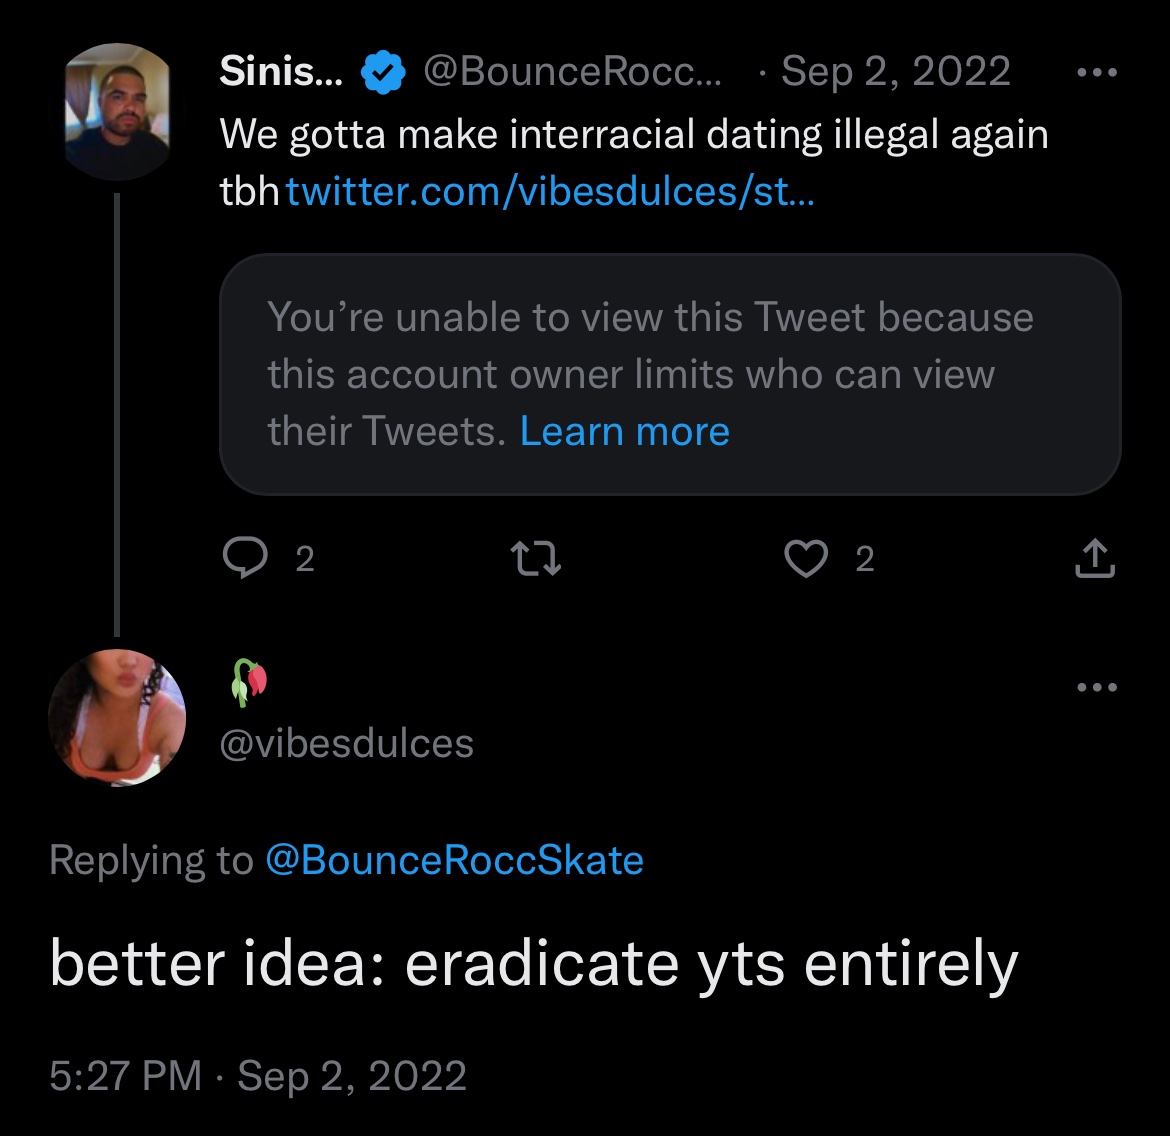 Sinis... @BounceRocc... · Sep 2, 2022
We gotta make interracial dating illegal again
tbh twitter.com/vibesdulces/st...
You’re unable to view this Tweet because
this account owner limits who can view
their Tweets. Learn more
2 2
🥀
@vibesdulces
Replying to @BounceRoccSkate
better idea: eradicate yts entirely
5:27 PM · Sep 2, 2022